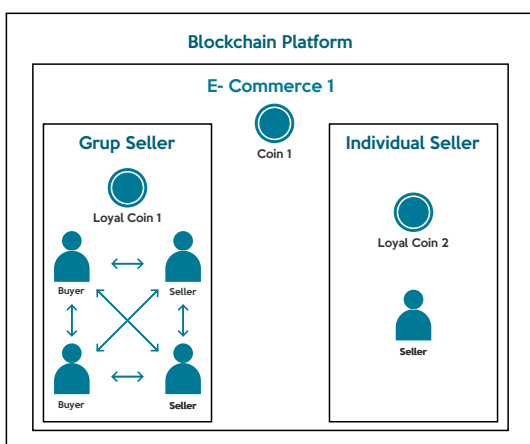 Blockchain Platform
E- Commerce 1
Coin 1
Grup Seller
Loyal Coin 1
Buyer
Seller
Buyer
Seller
Individual Seller
Loyal Coin 2
Seller